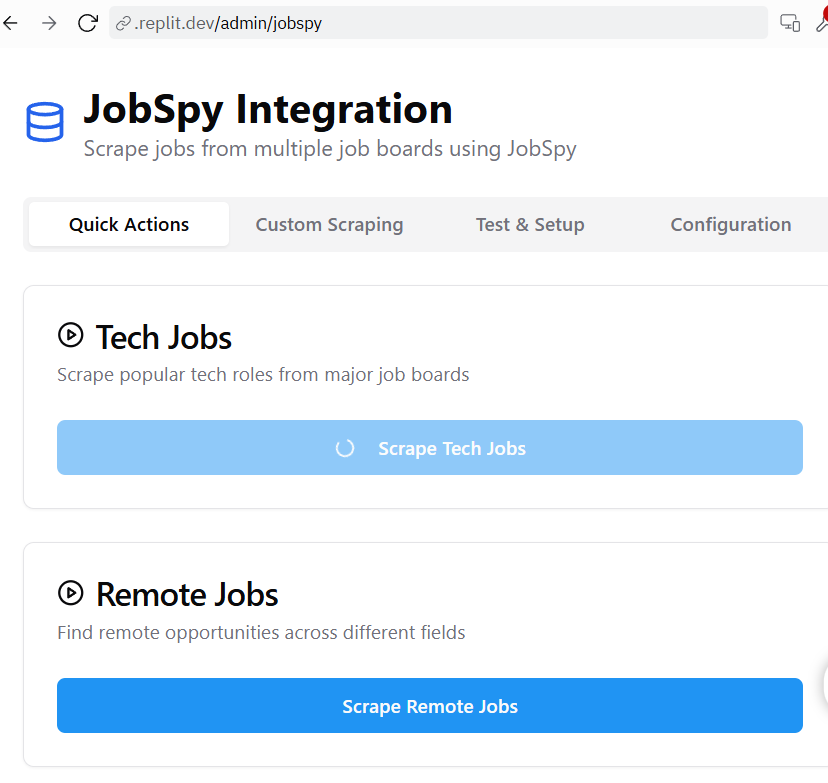 .replit.dev/admin/jobspy
JobSpy Integration
Scrape jobs from multiple job boards using JobSpy
Quick Actions
Custom Scraping
Test & Setup
Configuration
Tech Jobs
Scrape popular tech roles from major job boards
Scrape Tech Jobs
Remote Jobs
Find remote opportunities across different fields
Scrape Remote Jobs